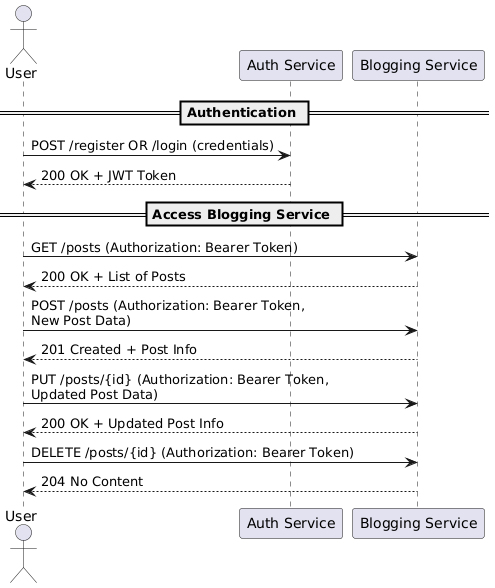 User
Auth Service
Blogging Service
Authentication
POST /register OR /login (credentials)
200 OK + JWT Token
Access Blogging Service
GET /posts (Authorization: Bearer Token)
200 OK + List of Posts
POST /posts (Authorization: Bearer Token,
New Post Data)
201 Created + Post Info
PUT /posts/{id} (Authorization: Bearer Token,
Updated Post Data)
200 OK + Updated Post Info
DELETE /posts/{id} (Authorization: Bearer Token)
204 No Content
User
Auth Service
Blogging Service